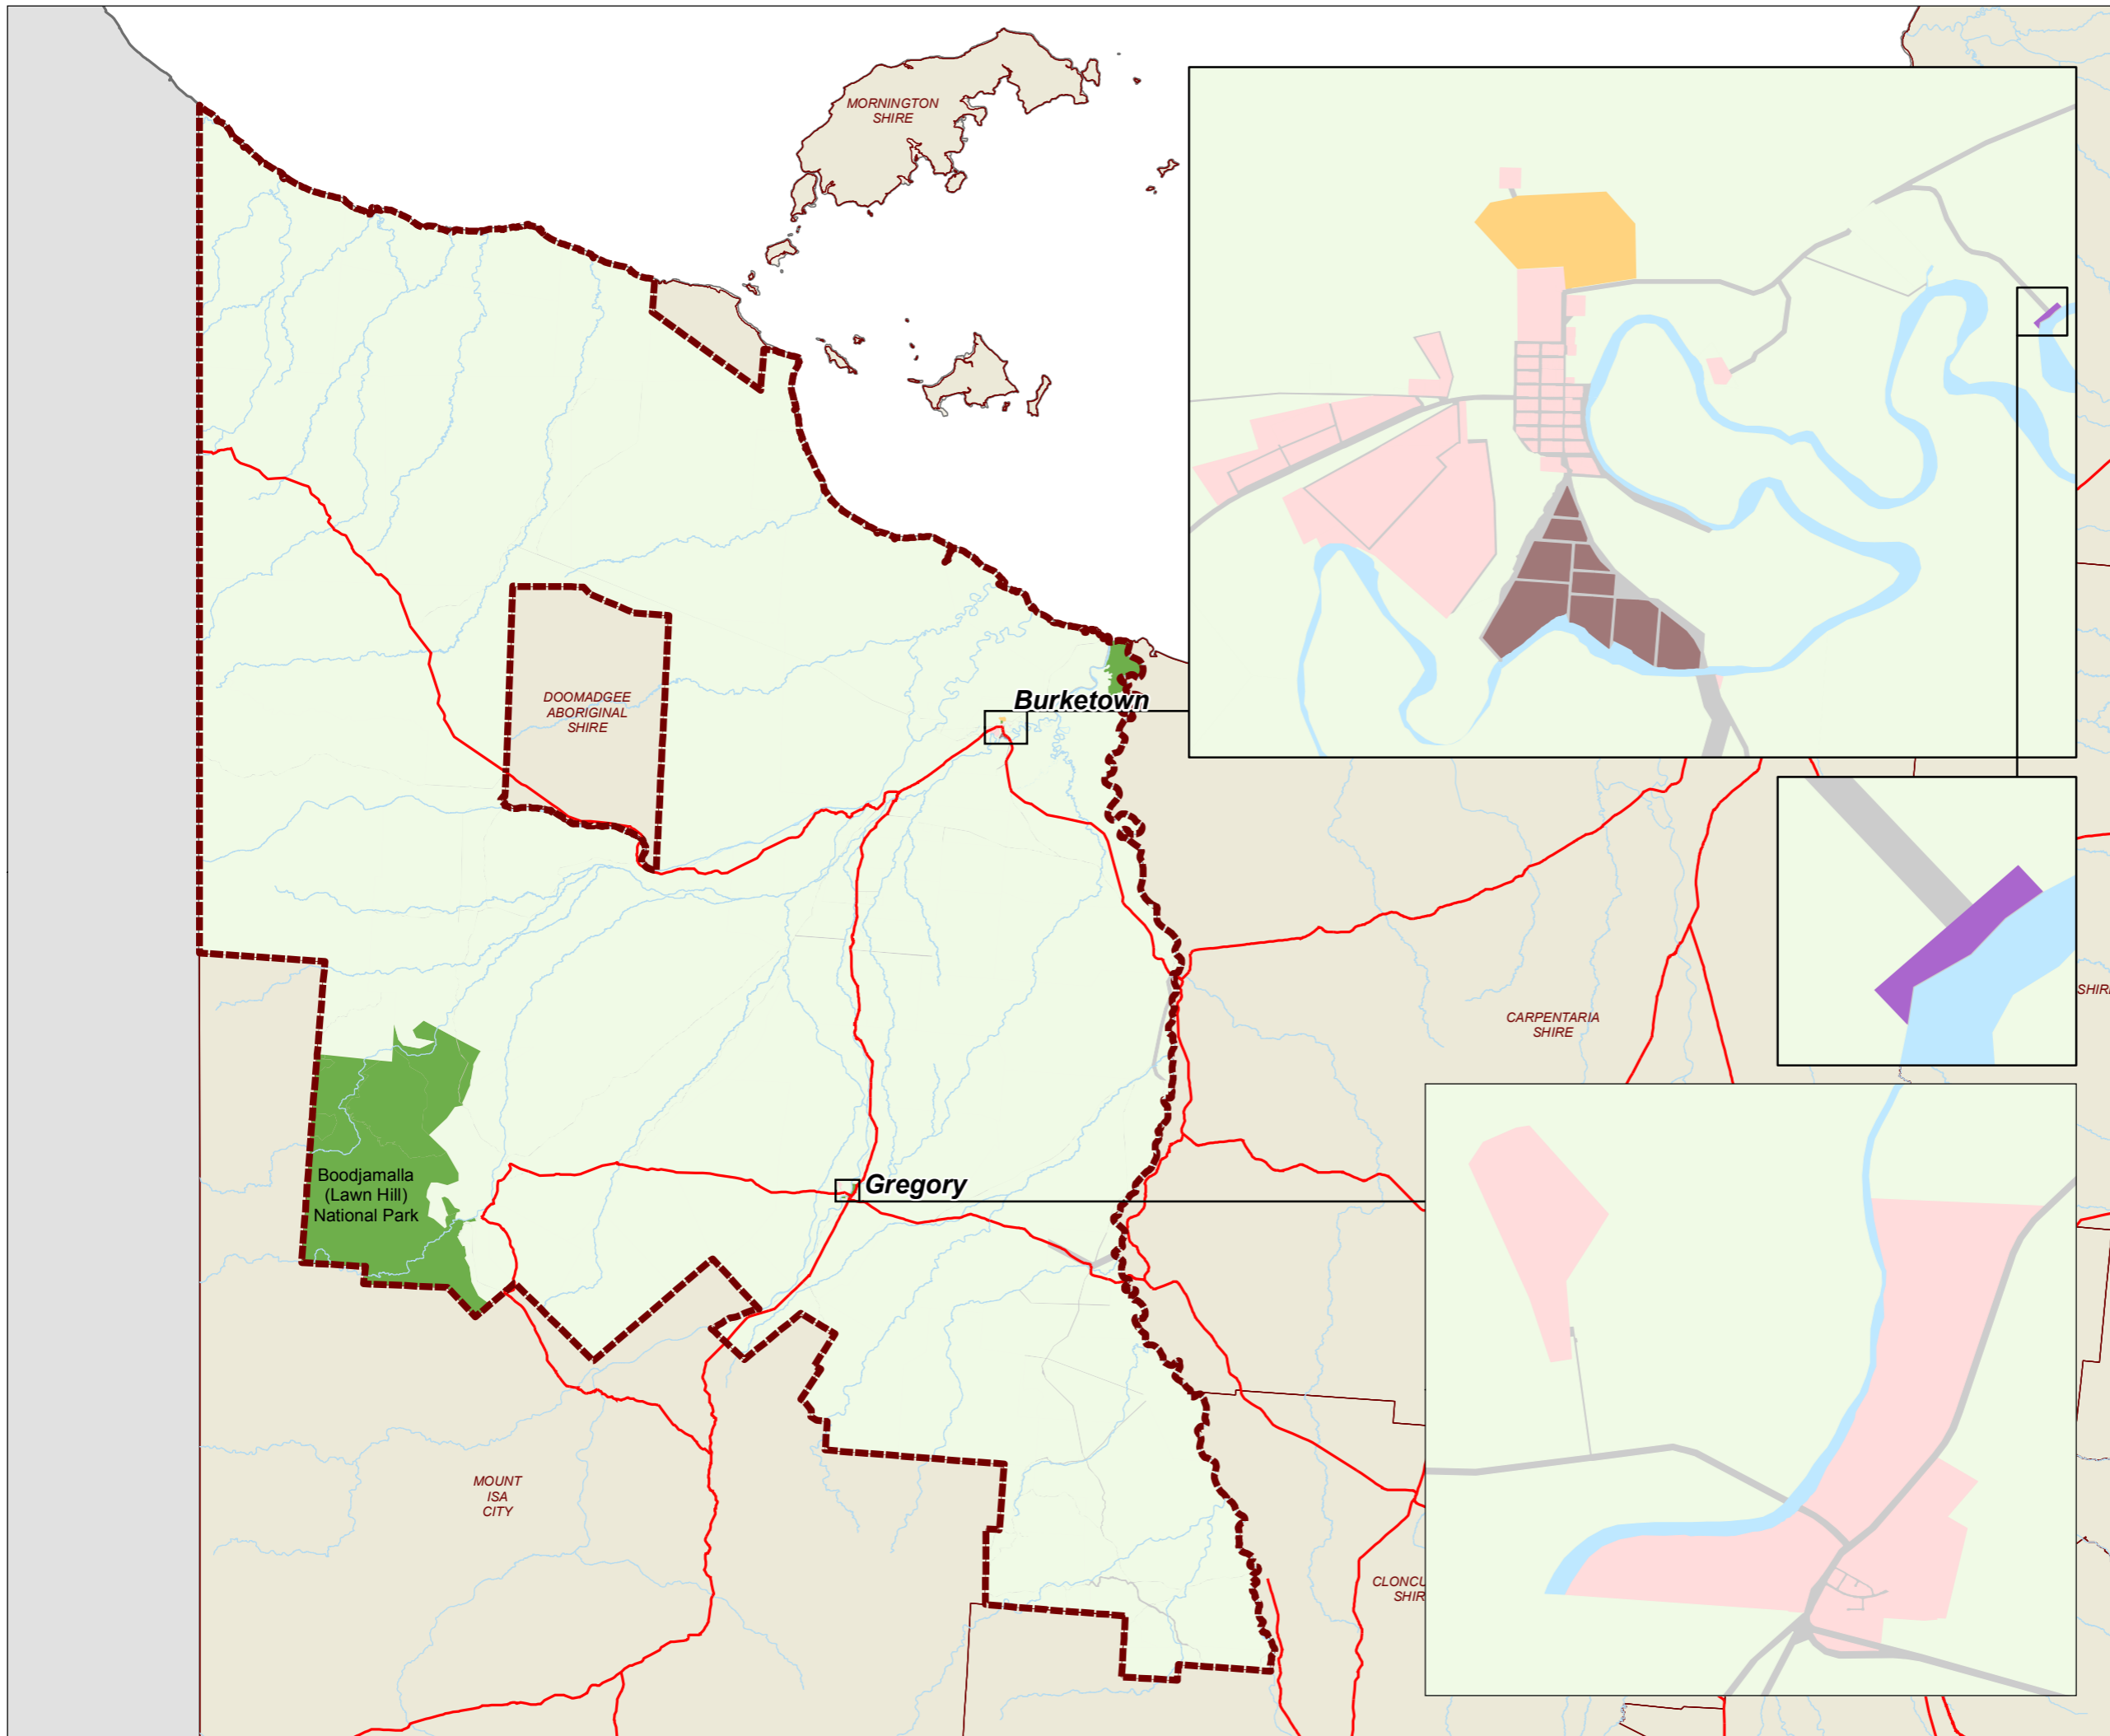 MORNINGTON
SHIRE
DOOMADGEE
ABORIGINAL
SHIRE
Burketown
CARPENTARIA
SHIRE
Boodjamalla
(Lawn Hill)
National Park
Gregory
MOUNT
ISA
CITY